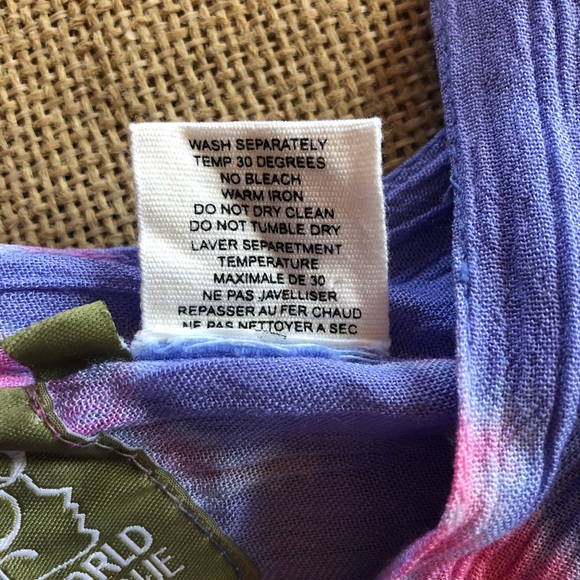 WASH SEPARATELY
TEMP 30 DEGREES
NO BLEACH
WARM IRON
DO NOT DRY CLEAN
DO NOT TUMBLE DRY
LAVER SEPARETMENT
TEMPERATURE
MAXIMALE DE 30
NE PAS JAVELLISER
REPASSER AU FER CHAUD
NE PAS NETTOYER A SEC